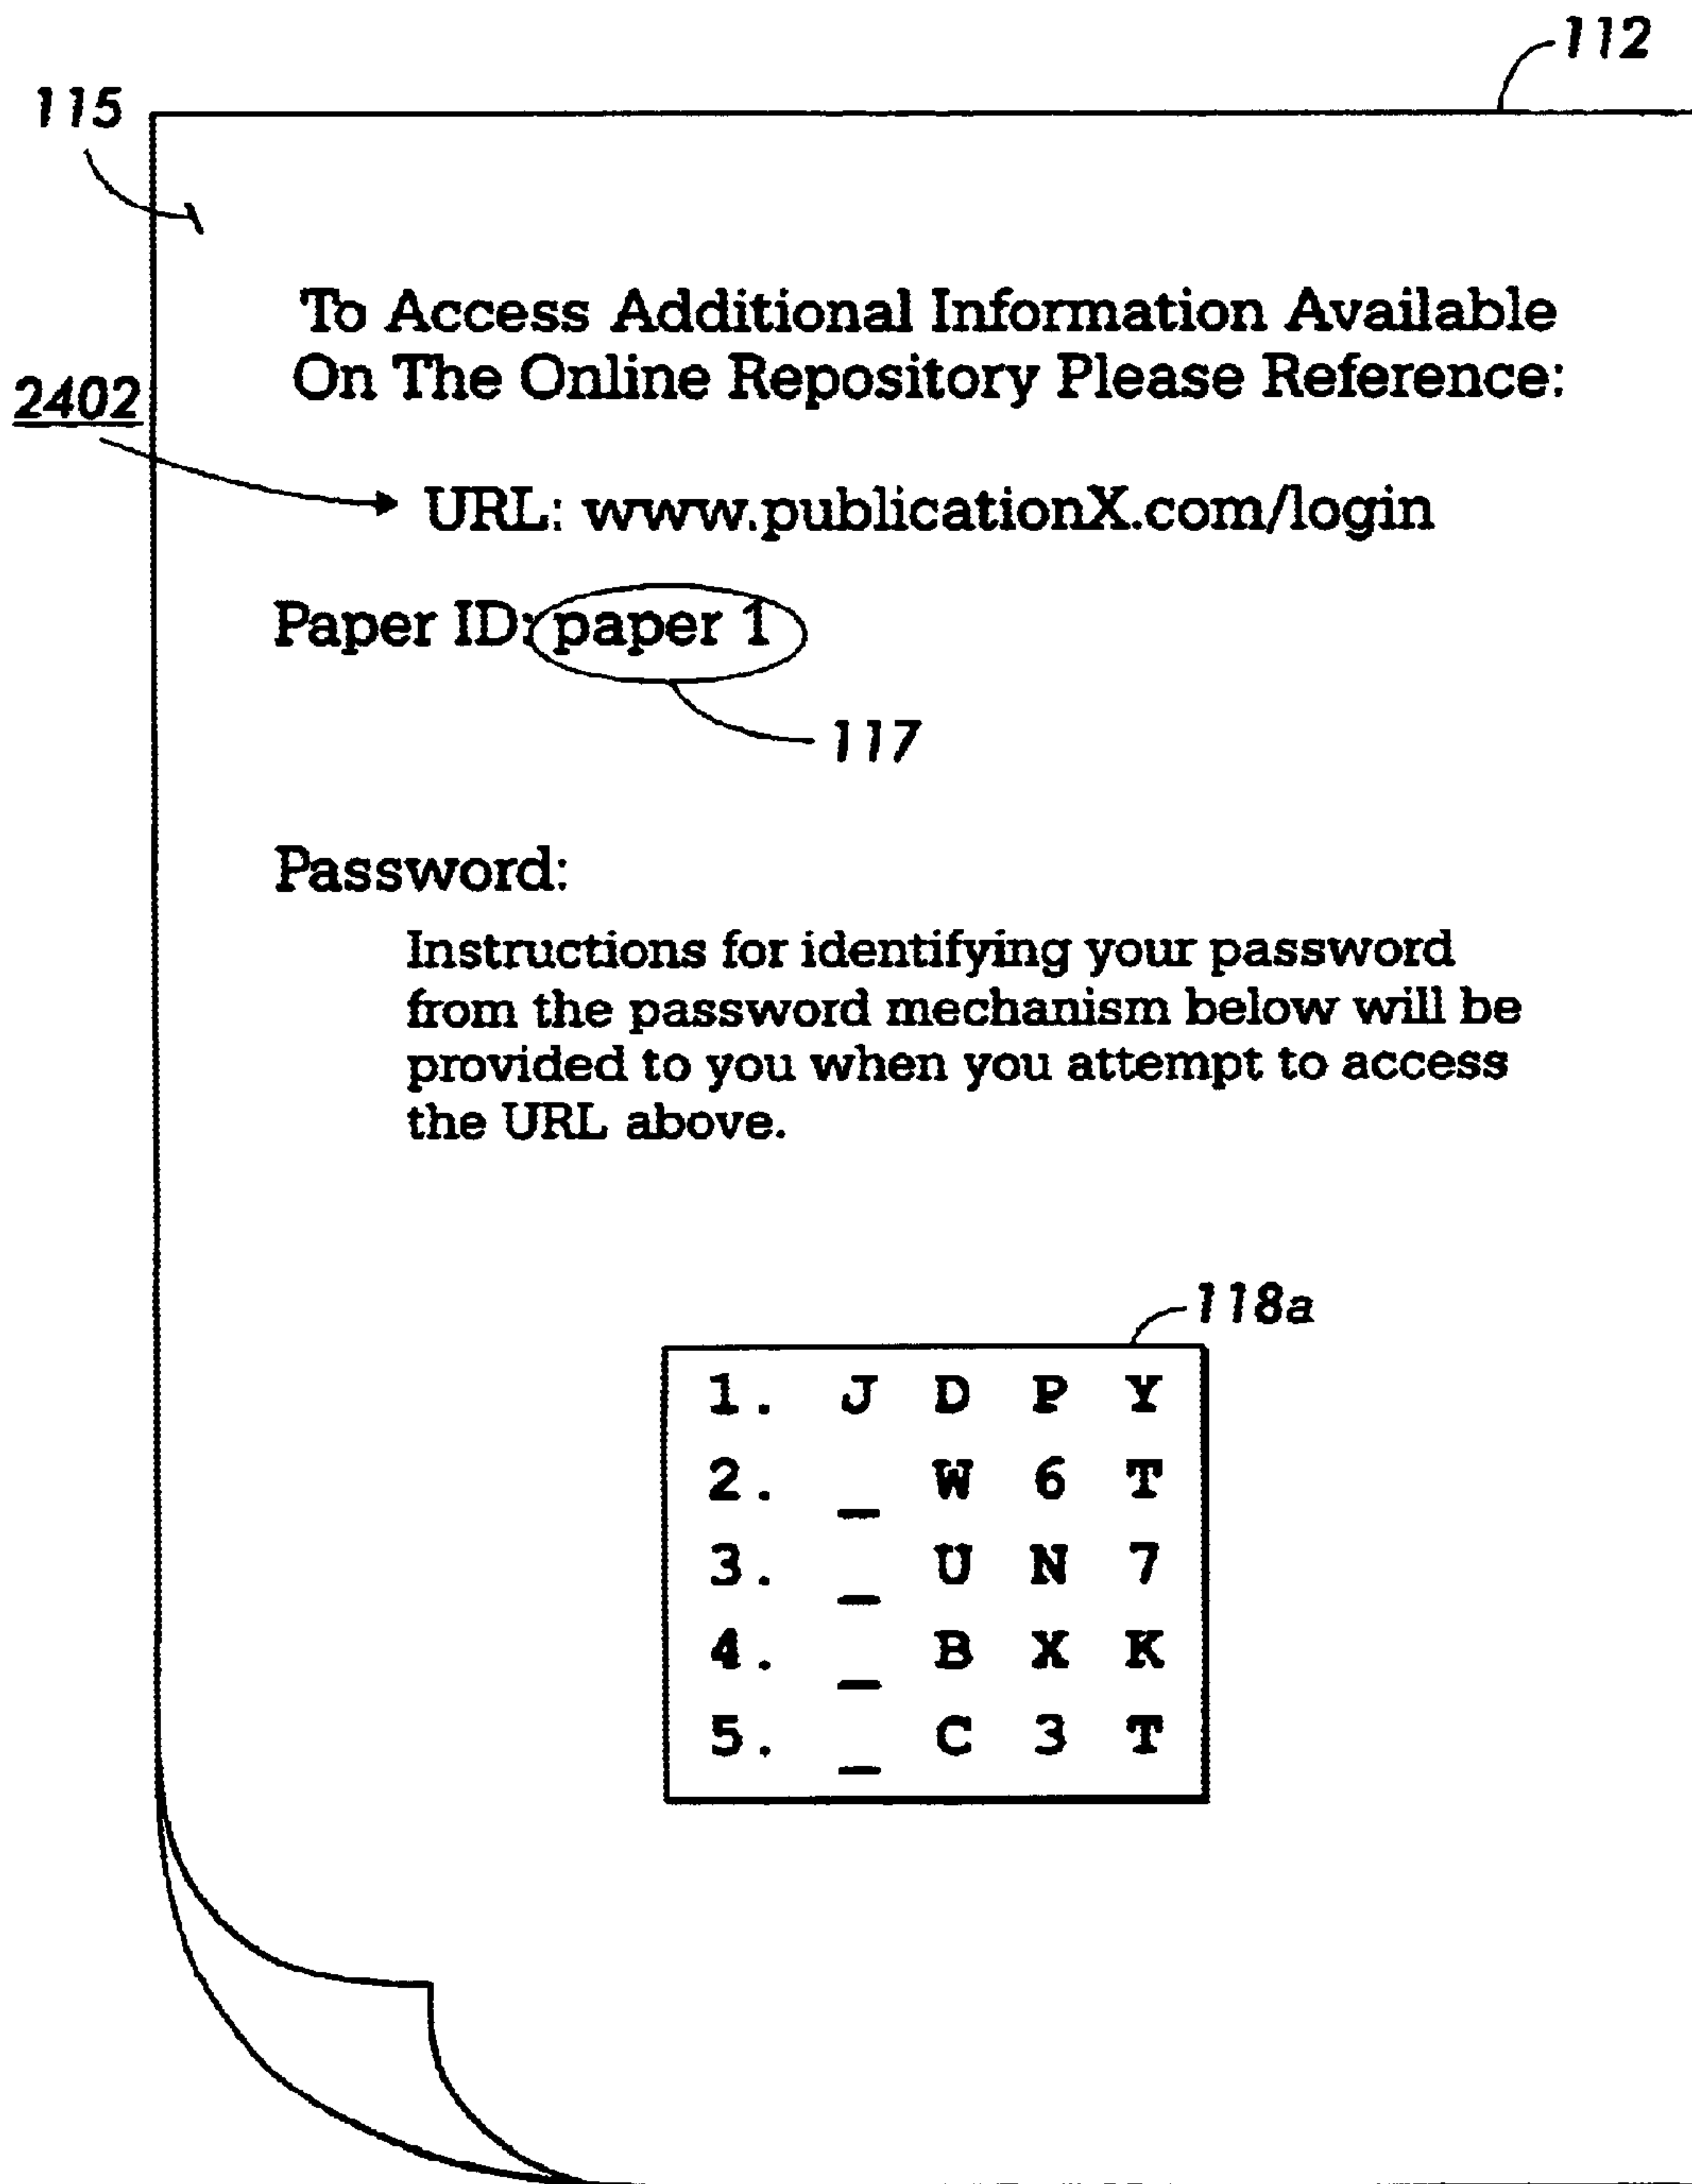 112
115
To Access Additional Information Available
On The Online Repository Please Reference:
2402
URL: www.publicationX.com/login
Paper ID: paper 1
117
Password:
Instructions for identifying your password
from the password mechanism below will be
provided to you when you attempt to access
the URL above.
118a
1. J D P Y
2. _ W 6 T
3. _ U N 7
4. _ B X K
5. _ C 3 T